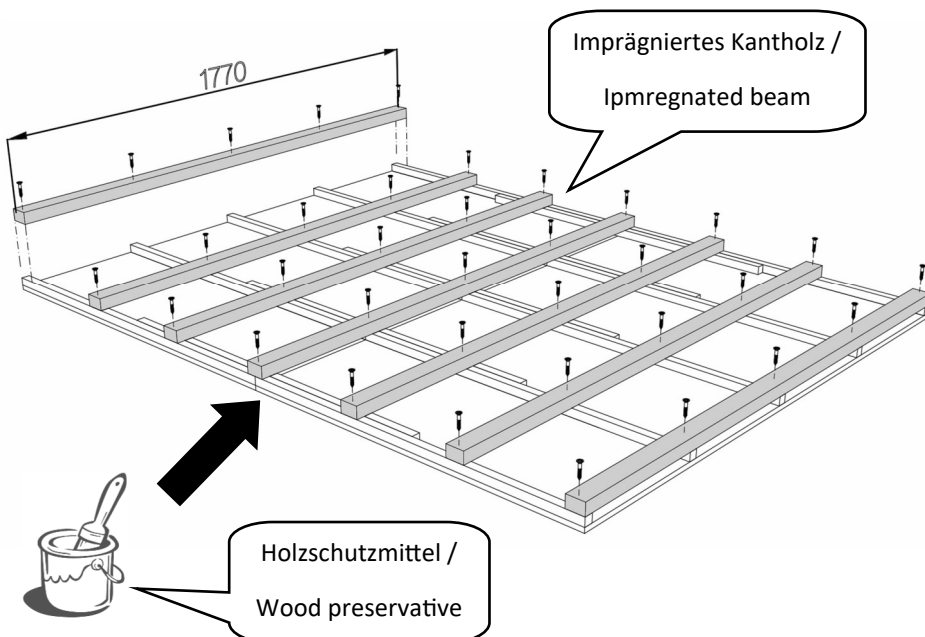 1770
Imprägniertes Kantholz /
Ipmregnated beam
Holzschutzmittel /
Wood preservative